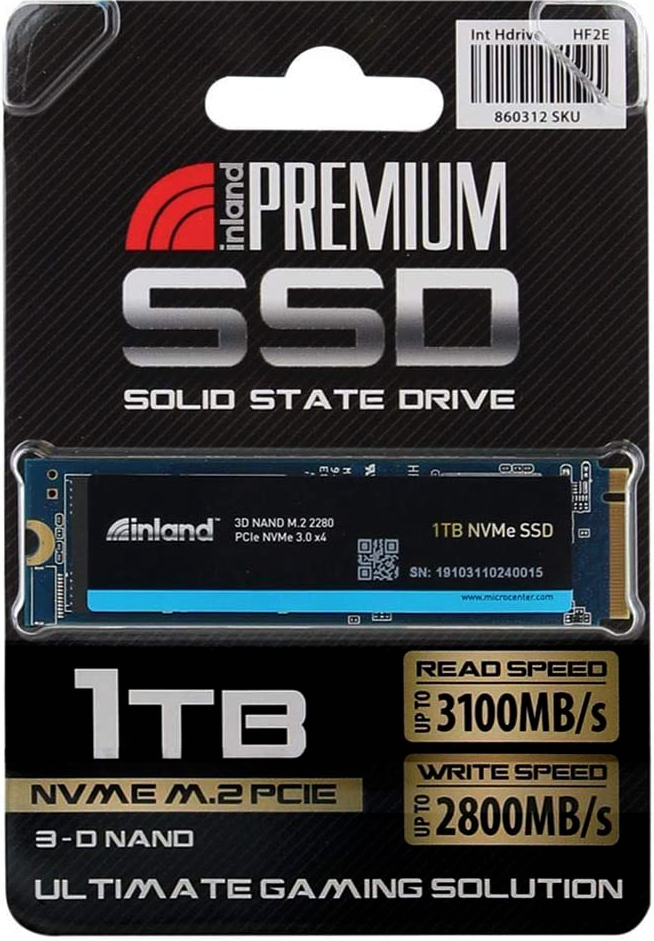 Int Hdrive HF2E
860312 SKU
inland PREMIUM
SSD
SOLID STATE DRIVE
inland™
3D NAND M.2 2280
PCIe NVMe 3.0 x4
1TB NVMe SSD
SN: 19103110240015
www.microcenter.com
1TB
NVME M.2 PCIE
3-D NAND
READ SPEED
UP TO 3100MB/s
WRITE SPEED
UP TO 2800MB/s
ULTIMATE GAMING SOLUTION